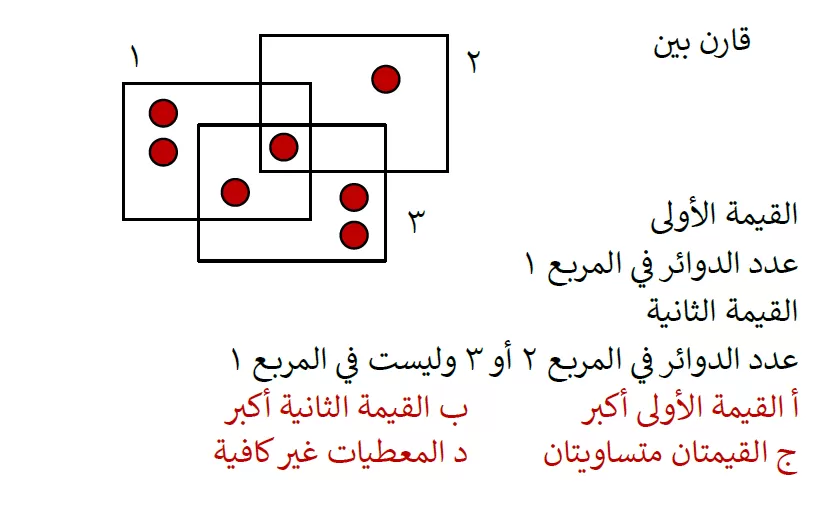 قارن بين
١
٢
٣
القيمة الأولى
عدد الدوائر في المربع ١
القيمة الثانية
عدد الدوائر في المربع ٢ أو ٣ وليست في المربع ١
أ القيمة الأولى أكبر ب القيمة الثانية أكبر
ج القيمتان متساويتان د المعطيات غير كافية